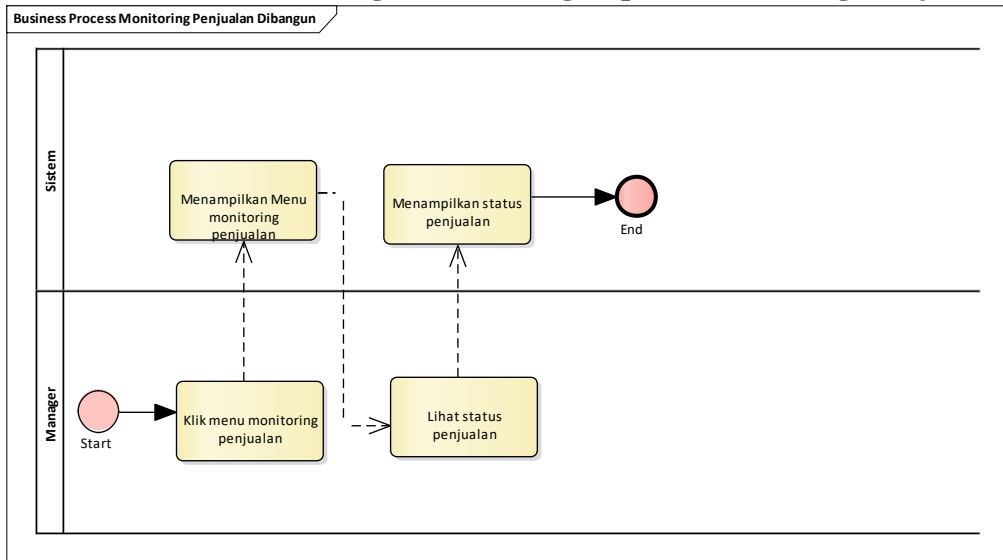 Business Process Monitoring Penjualan Dibangun
Sistem
Menampilkan Menu
monitoring
penjualan
Menampilkan status
penjualan
End
Manager
Start
Klik menu monitoring
penjualan
Lihat status
penjualan